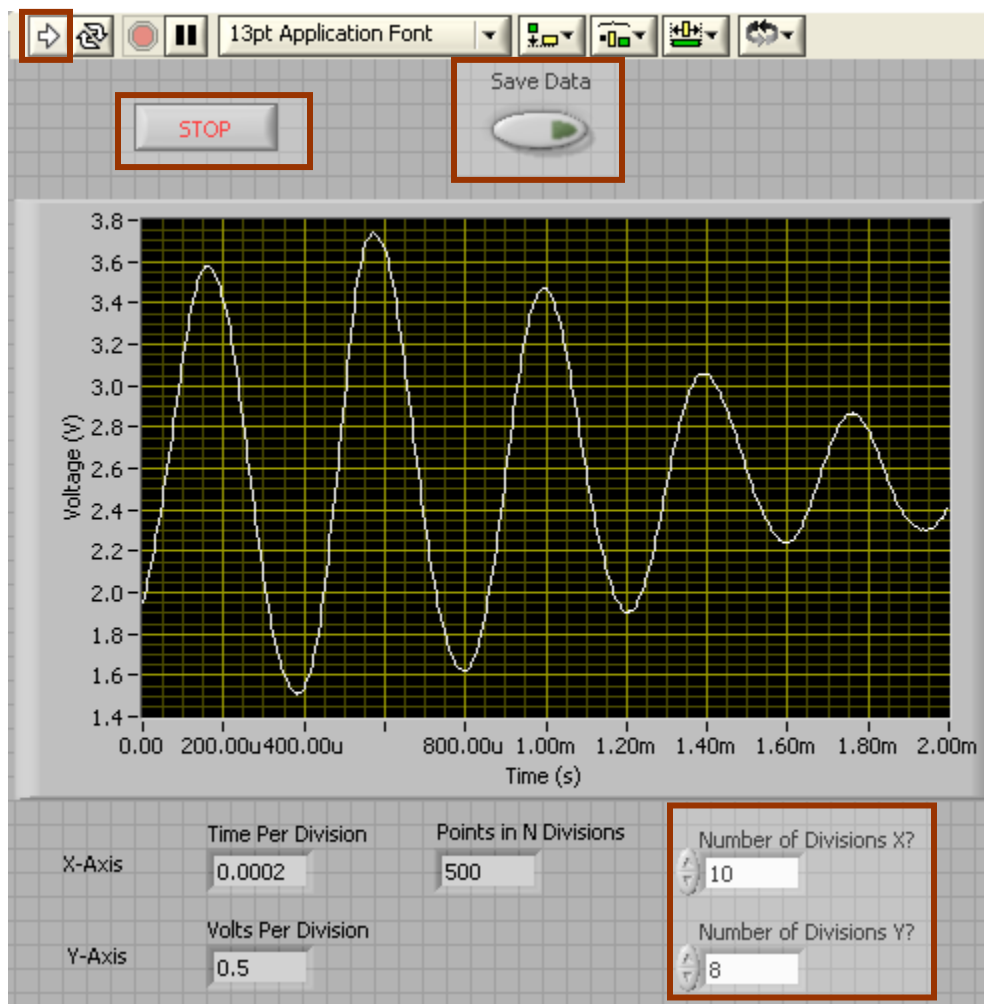 13pt Application Font
Save Data
STOP
3.8
3.6
3.4
3.2
3.0
2.8
2.6
2.4
2.2
2.0
1.8
1.6
1.4
Voltage (V)
0.00 200.00u 400.00u 800.00u 1.00m 1.20m 1.40m 1.60m 1.80m 2.00m
Time (s)
Time Per Division Points in N Divisions Number of Divisions X?
X-Axis 0.0002 500 10
Volts Per Division Number of Divisions Y?
Y-Axis 0.5 8